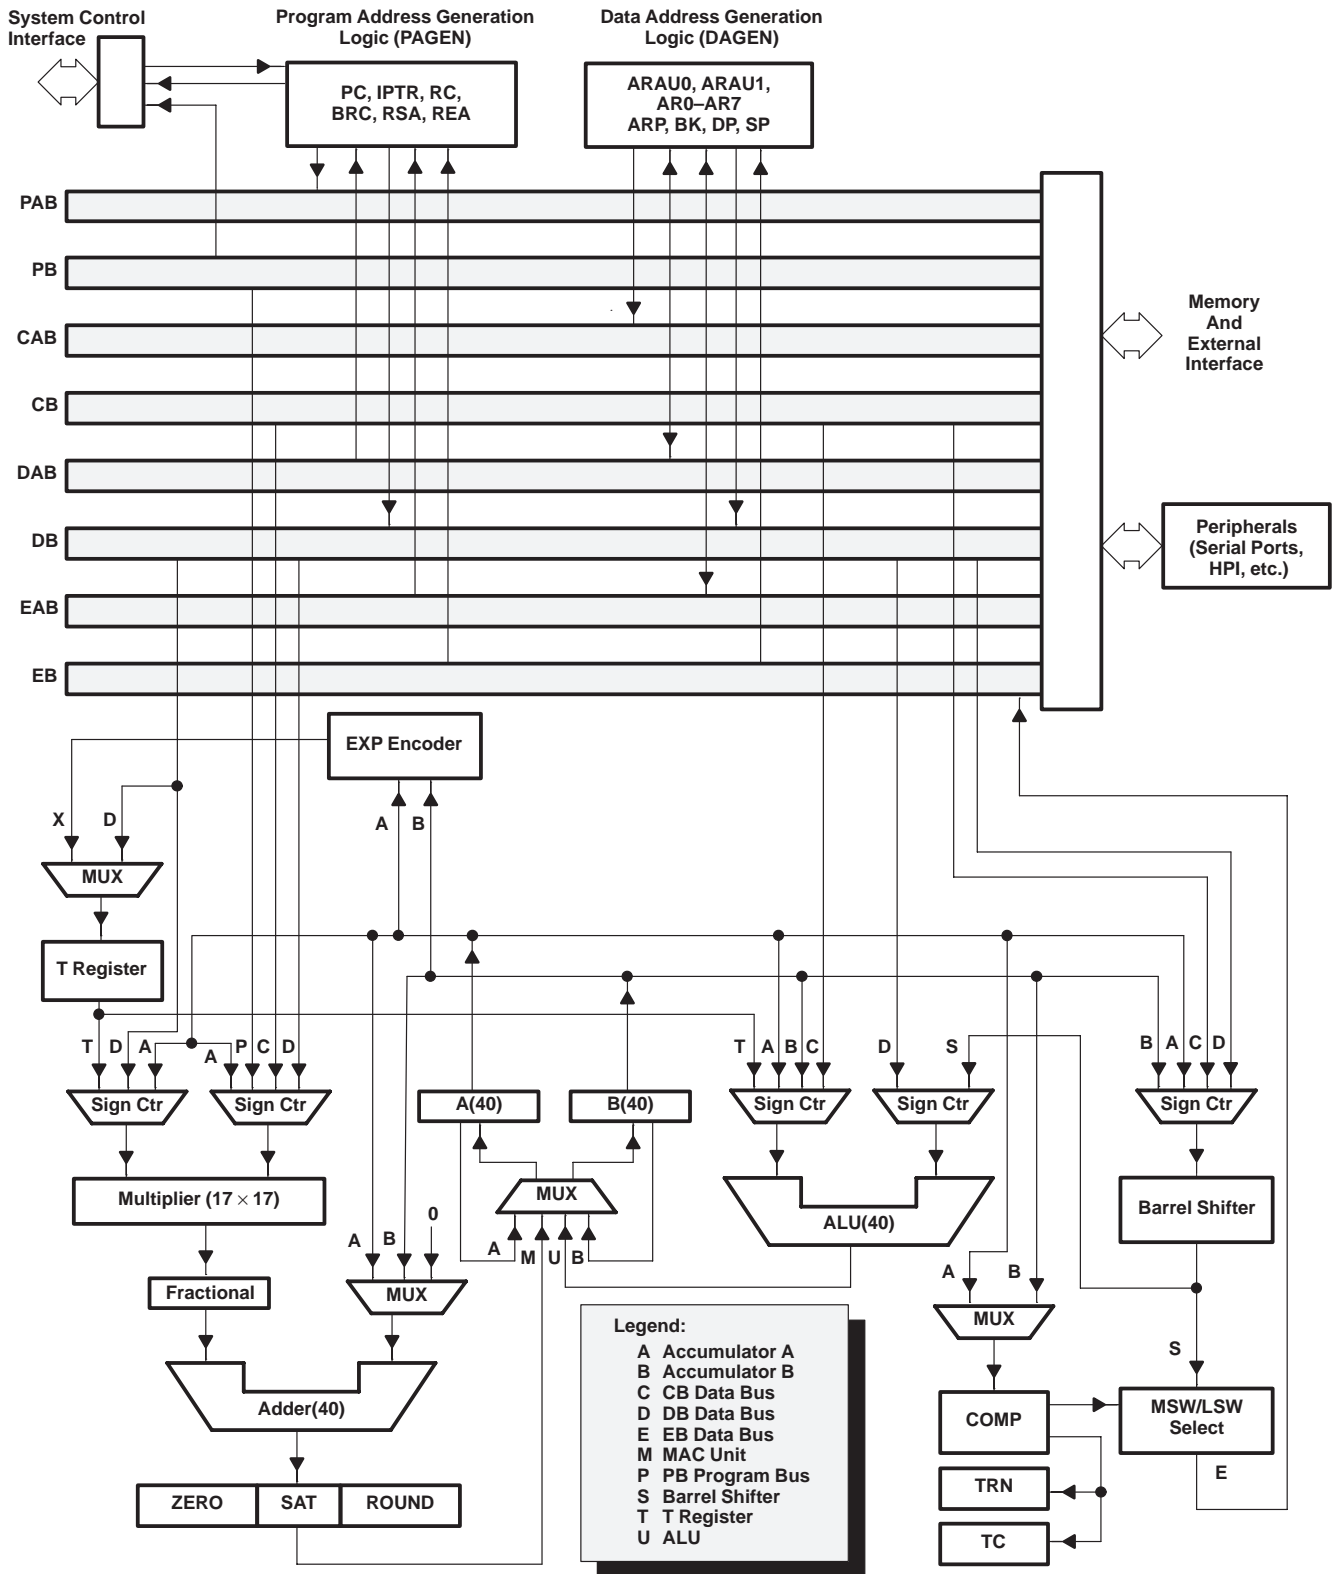 System Control
Interface
Program Address Generation
Logic (PAGEN)
Data Address Generation
Logic (DAGEN)
PC, IPTR, RC,
BRC, RSA, REA
ARAU0, ARAU1,
AR0–AR7
ARP, BK, DP, SP
PAB
PB
CAB
CB
DAB
DB
EAB
EB
Memory
And
External
Interface
Peripherals
(Serial Ports,
HPI, etc.)
EXP Encoder
X
D
A
B
MUX
T Register
T
D
A
A
P
C
D
T
A
B
C
D
S
B
A
C
D
Sign Ctr
Sign Ctr
A(40)
B(40)
Sign Ctr
Sign Ctr
Sign Ctr
Multiplier (17 × 17)
MUX
ALU(40)
Barrel Shifter
A
B
0
A
M
U
B
A
B
Fractional
MUX
MUX
S
Adder(40)
COMP
MSW/LSW
Select
E
ZERO
SAT
ROUND
TRN
TC
Legend:
A Accumulator A
B Accumulator B
C CB Data Bus
D DB Data Bus
E EB Data Bus
M MAC Unit
P PB Program Bus
S Barrel Shifter
T T Register
U ALU